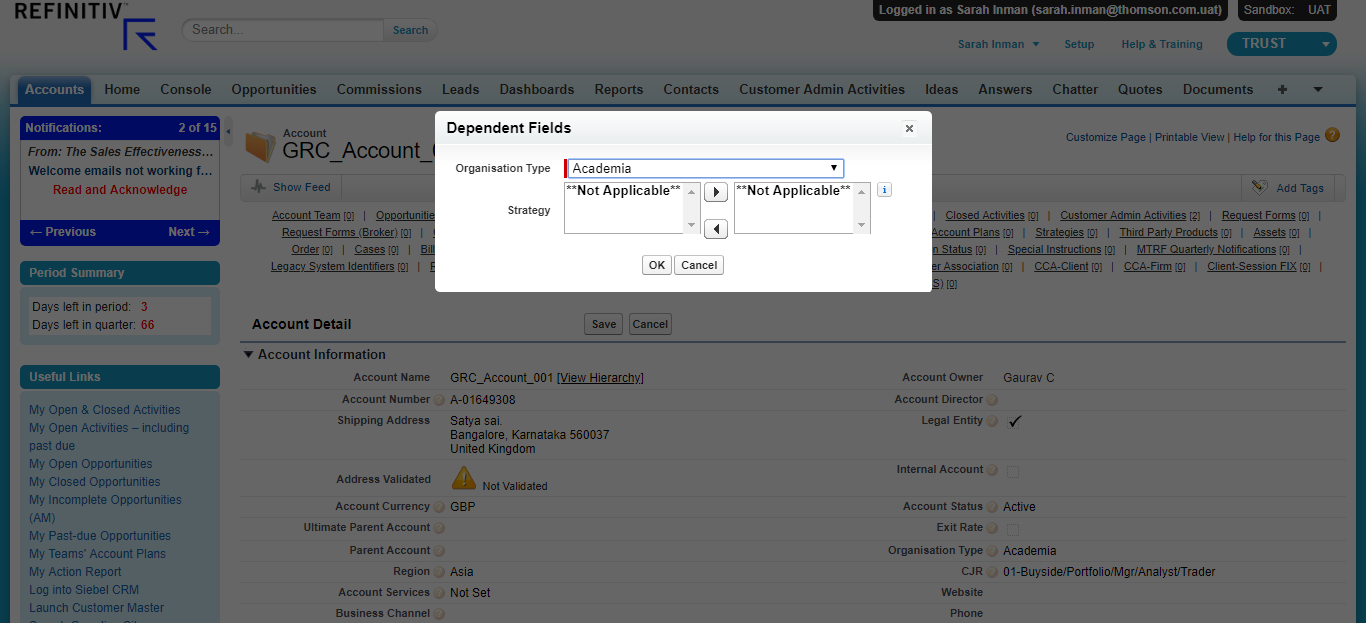 REFINITIV™
Search...
Search
Logged in as Sarah Inman (sarah.inman@thomson.com.uat)
Sandbox: UAT
Sarah Inman
Setup
Help & Training
TRUST
Accounts
Home
Console
Opportunities
Commissions
Leads
Dashboards
Reports
Contacts
Customer Admin Activities
Ideas
Answers
Chatter
Quotes
Documents
Notifications: 2 of 15
From: The Sales Effectiveness...
Welcome emails not working f...
Read and Acknowledge
← Previous
Next →
Period Summary
Days left in period: 3
Days left in quarter: 66
Useful Links
My Open & Closed Activities
My Open Activities – including
past due
My Open Opportunities
My Closed Opportunities
My Incomplete Opportunities
(AM)
My Past-due Opportunities
My Teams' Account Plans
My Action Report
Log into Siebel CRM
Launch Customer Master
Account
GRC_Account_
Customize Page | Printable View | Help for this Page
Show Feed
Add Tags
Dependent Fields
Organisation Type
Academia
**Not Applicable**
**Not Applicable**
Strategy
OK
Cancel
Account Team [0] | Opportunities
Closed Activities [0] | Customer Admin Activities [2] | Request Forms [0] |
Request Forms (Broker) [0] |
Account Plans [0] | Strategies [0] | Third Party Products [0] | Assets [0] |
Order [0] | Cases [0] | Bil
n Status [0] | Special Instructions [0] | MTRF Quarterly Notifications [0] |
Legacy System Identifiers [0] |
er Association [0] | CCA-Client [0] | CCA-Firm [0] | Client-Session FIX [0] |
S) [0]
Account Detail
Save
Cancel
Account Information
Account Name GRC_Account_001 [View Hierarchy]
Account Owner Gaurav C
Account Number A-01649308
Account Director
Shipping Address Satya sai.
Bangalore, Karnataka 560037
United Kingdom
Legal Entity
Address Validated Not Validated
Internal Account
Account Currency GBP
Account Status Active
Ultimate Parent Account
Exit Rate
Parent Account
Organisation Type Academia
Region Asia
CJR 01-Buyside/Portfolio/Mgr/Analyst/Trader
Account Services Not Set
Website
Business Channel
Phone